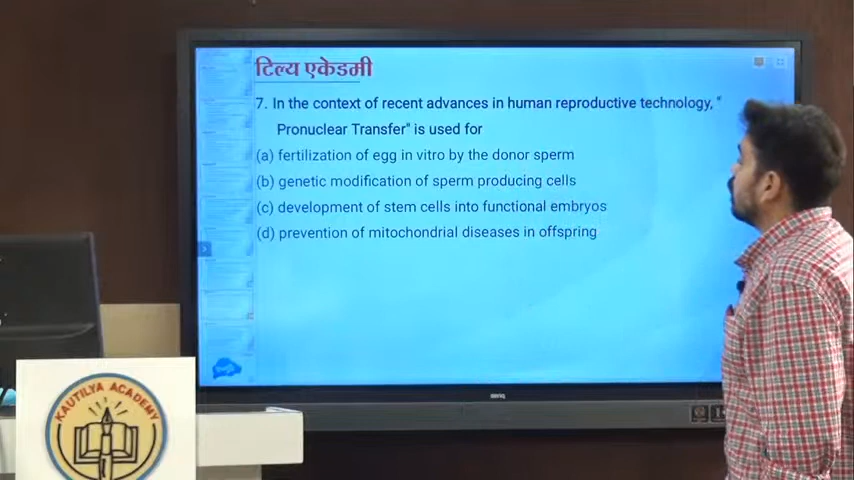 टिल्य एकेडमी
7. In the context of recent advances in human reproductive technology, "
Pronuclear Transfer" is used for
(a) fertilization of egg in vitro by the donor sperm
(b) genetic modification of sperm producing cells
(c) development of stem cells into functional embryos
(d) prevention of mitochondrial diseases in offspring
BenQ
KAUTILYA ACADEMY